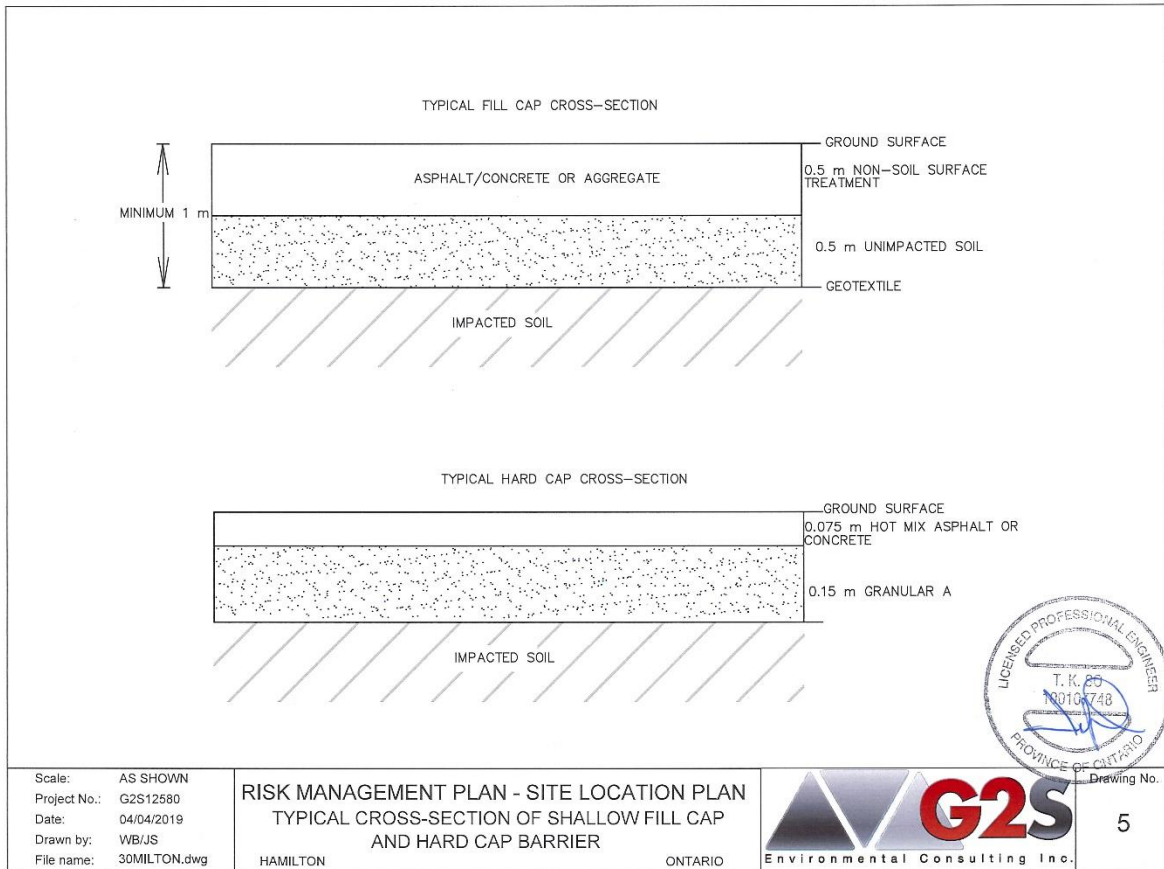 TYPICAL FILL CAP CROSS-SECTION
GROUND SURFACE
ASPHALT/CONCRETE OR AGGREGATE
0.5 m NON-SOIL SURFACE
TREATMENT
MINIMUM 1 m
0.5 m UNIMPACTED SOIL
GEOTEXTILE
IMPACTED SOIL
TYPICAL HARD CAP CROSS-SECTION
GROUND SURFACE
0.075 m HOT MIX ASPHALT OR
CONCRETE
0.15 m GRANULAR A
IMPACTED SOIL
LICENSED PROFESSIONAL ENGINEER
T. K. SO
PROVINCE OF ONTARIO
Scale: AS SHOWN
Project No.: G2S12580
Date: 04/04/2019
Drawn by: WB/JS
File name: 30MILTON.dwg
RISK MANAGEMENT PLAN - SITE LOCATION PLAN
TYPICAL CROSS-SECTION OF SHALLOW FILL CAP
AND HARD CAP BARRIER
HAMILTON ONTARIO
G2S
Environmental Consulting Inc.
Drawing No.
5